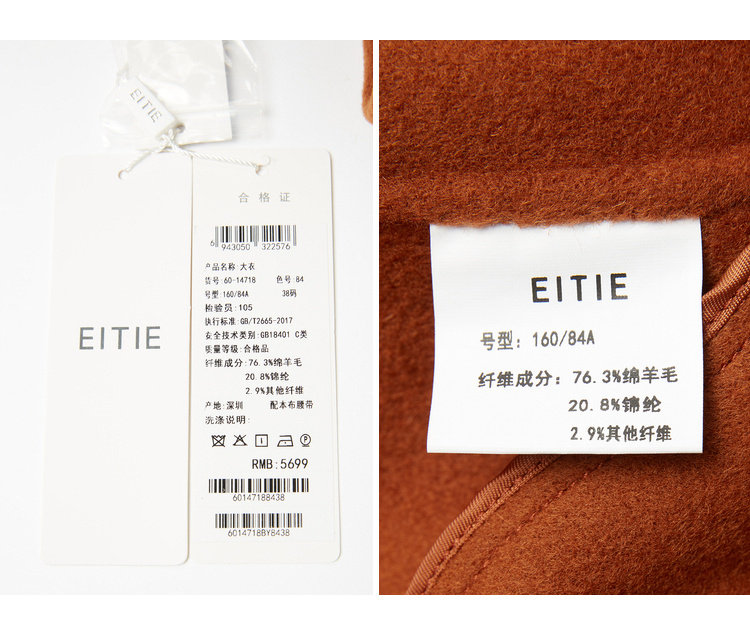 EITIE
EITIE
合格证
6 943050 322576
产品名称:大衣
货号:60-14718 色号:84
号型:160/84A 38码
检验员:105
执行标准:GB/T2665-2017
安全技术类别:GB18401 C类
质量等级:合格品
纤维成分:76.3%绵羊毛
20.8%锦纶
2.9%其他纤维
产地:深圳 配本布腰带
洗涤说明:
RMB:5699
60147188438
6014718BY8438
EITIE
号型: 160/84A
纤维成分: 76.3%绵羊毛
20.8%锦纶
2.9%其他纤维